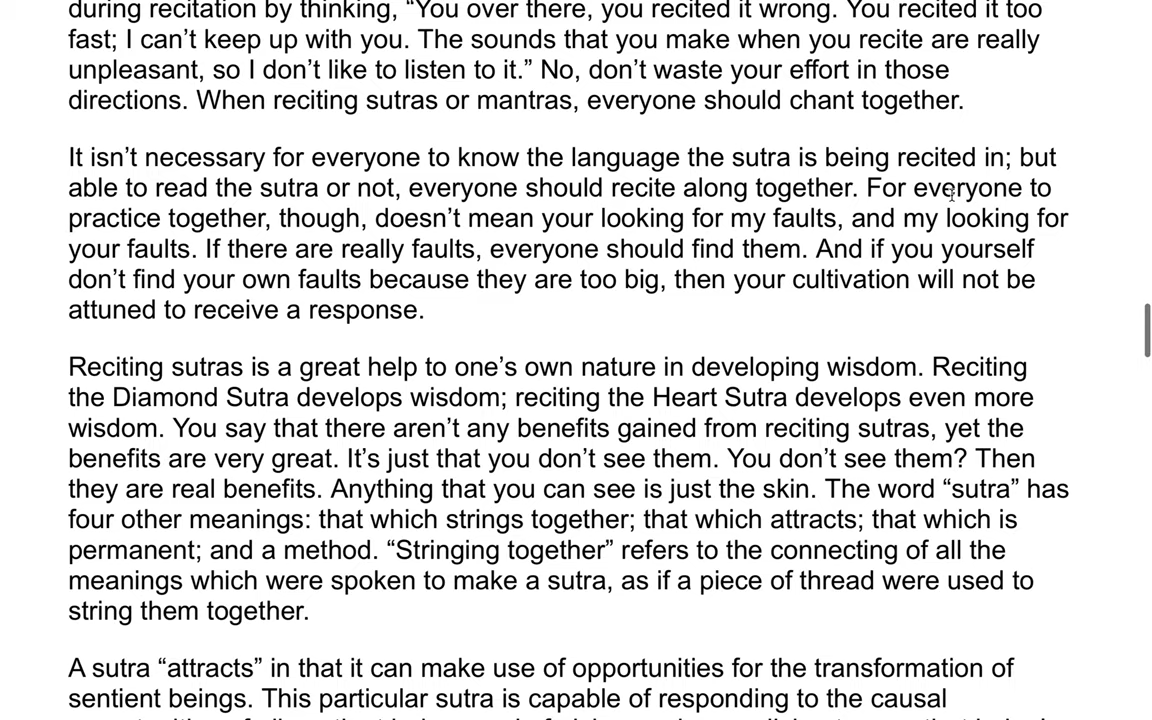 during recitation by thinking, “You over there, you recited it wrong. You recited it too
fast; I can’t keep up with you. The sounds that you make when you recite are really
unpleasant, so I don’t like to listen to it.” No, don’t waste your effort in those
directions. When reciting sutras or mantras, everyone should chant together.
It isn’t necessary for everyone to know the language the sutra is being recited in; but
able to read the sutra or not, everyone should recite along together. For everyone to
practice together, though, doesn’t mean your looking for my faults, and my looking for
your faults. If there are really faults, everyone should find them. And if you yourself
don’t find your own faults because they are too big, then your cultivation will not be
attuned to receive a response.
Reciting sutras is a great help to one’s own nature in developing wisdom. Reciting
the Diamond Sutra develops wisdom; reciting the Heart Sutra develops even more
wisdom. You say that there aren’t any benefits gained from reciting sutras, yet the
benefits are very great. It’s just that you don’t see them. You don’t see them? Then
they are real benefits. Anything that you can see is just the skin. The word “sutra” has
four other meanings: that which strings together; that which attracts; that which is
permanent; and a method. “Stringing together” refers to the connecting of all the
meanings which were spoken to make a sutra, as if a piece of thread were used to
string them together.
A sutra “attracts” in that it can make use of opportunities for the transformation of
sentient beings. This particular sutra is capable of responding to the causal